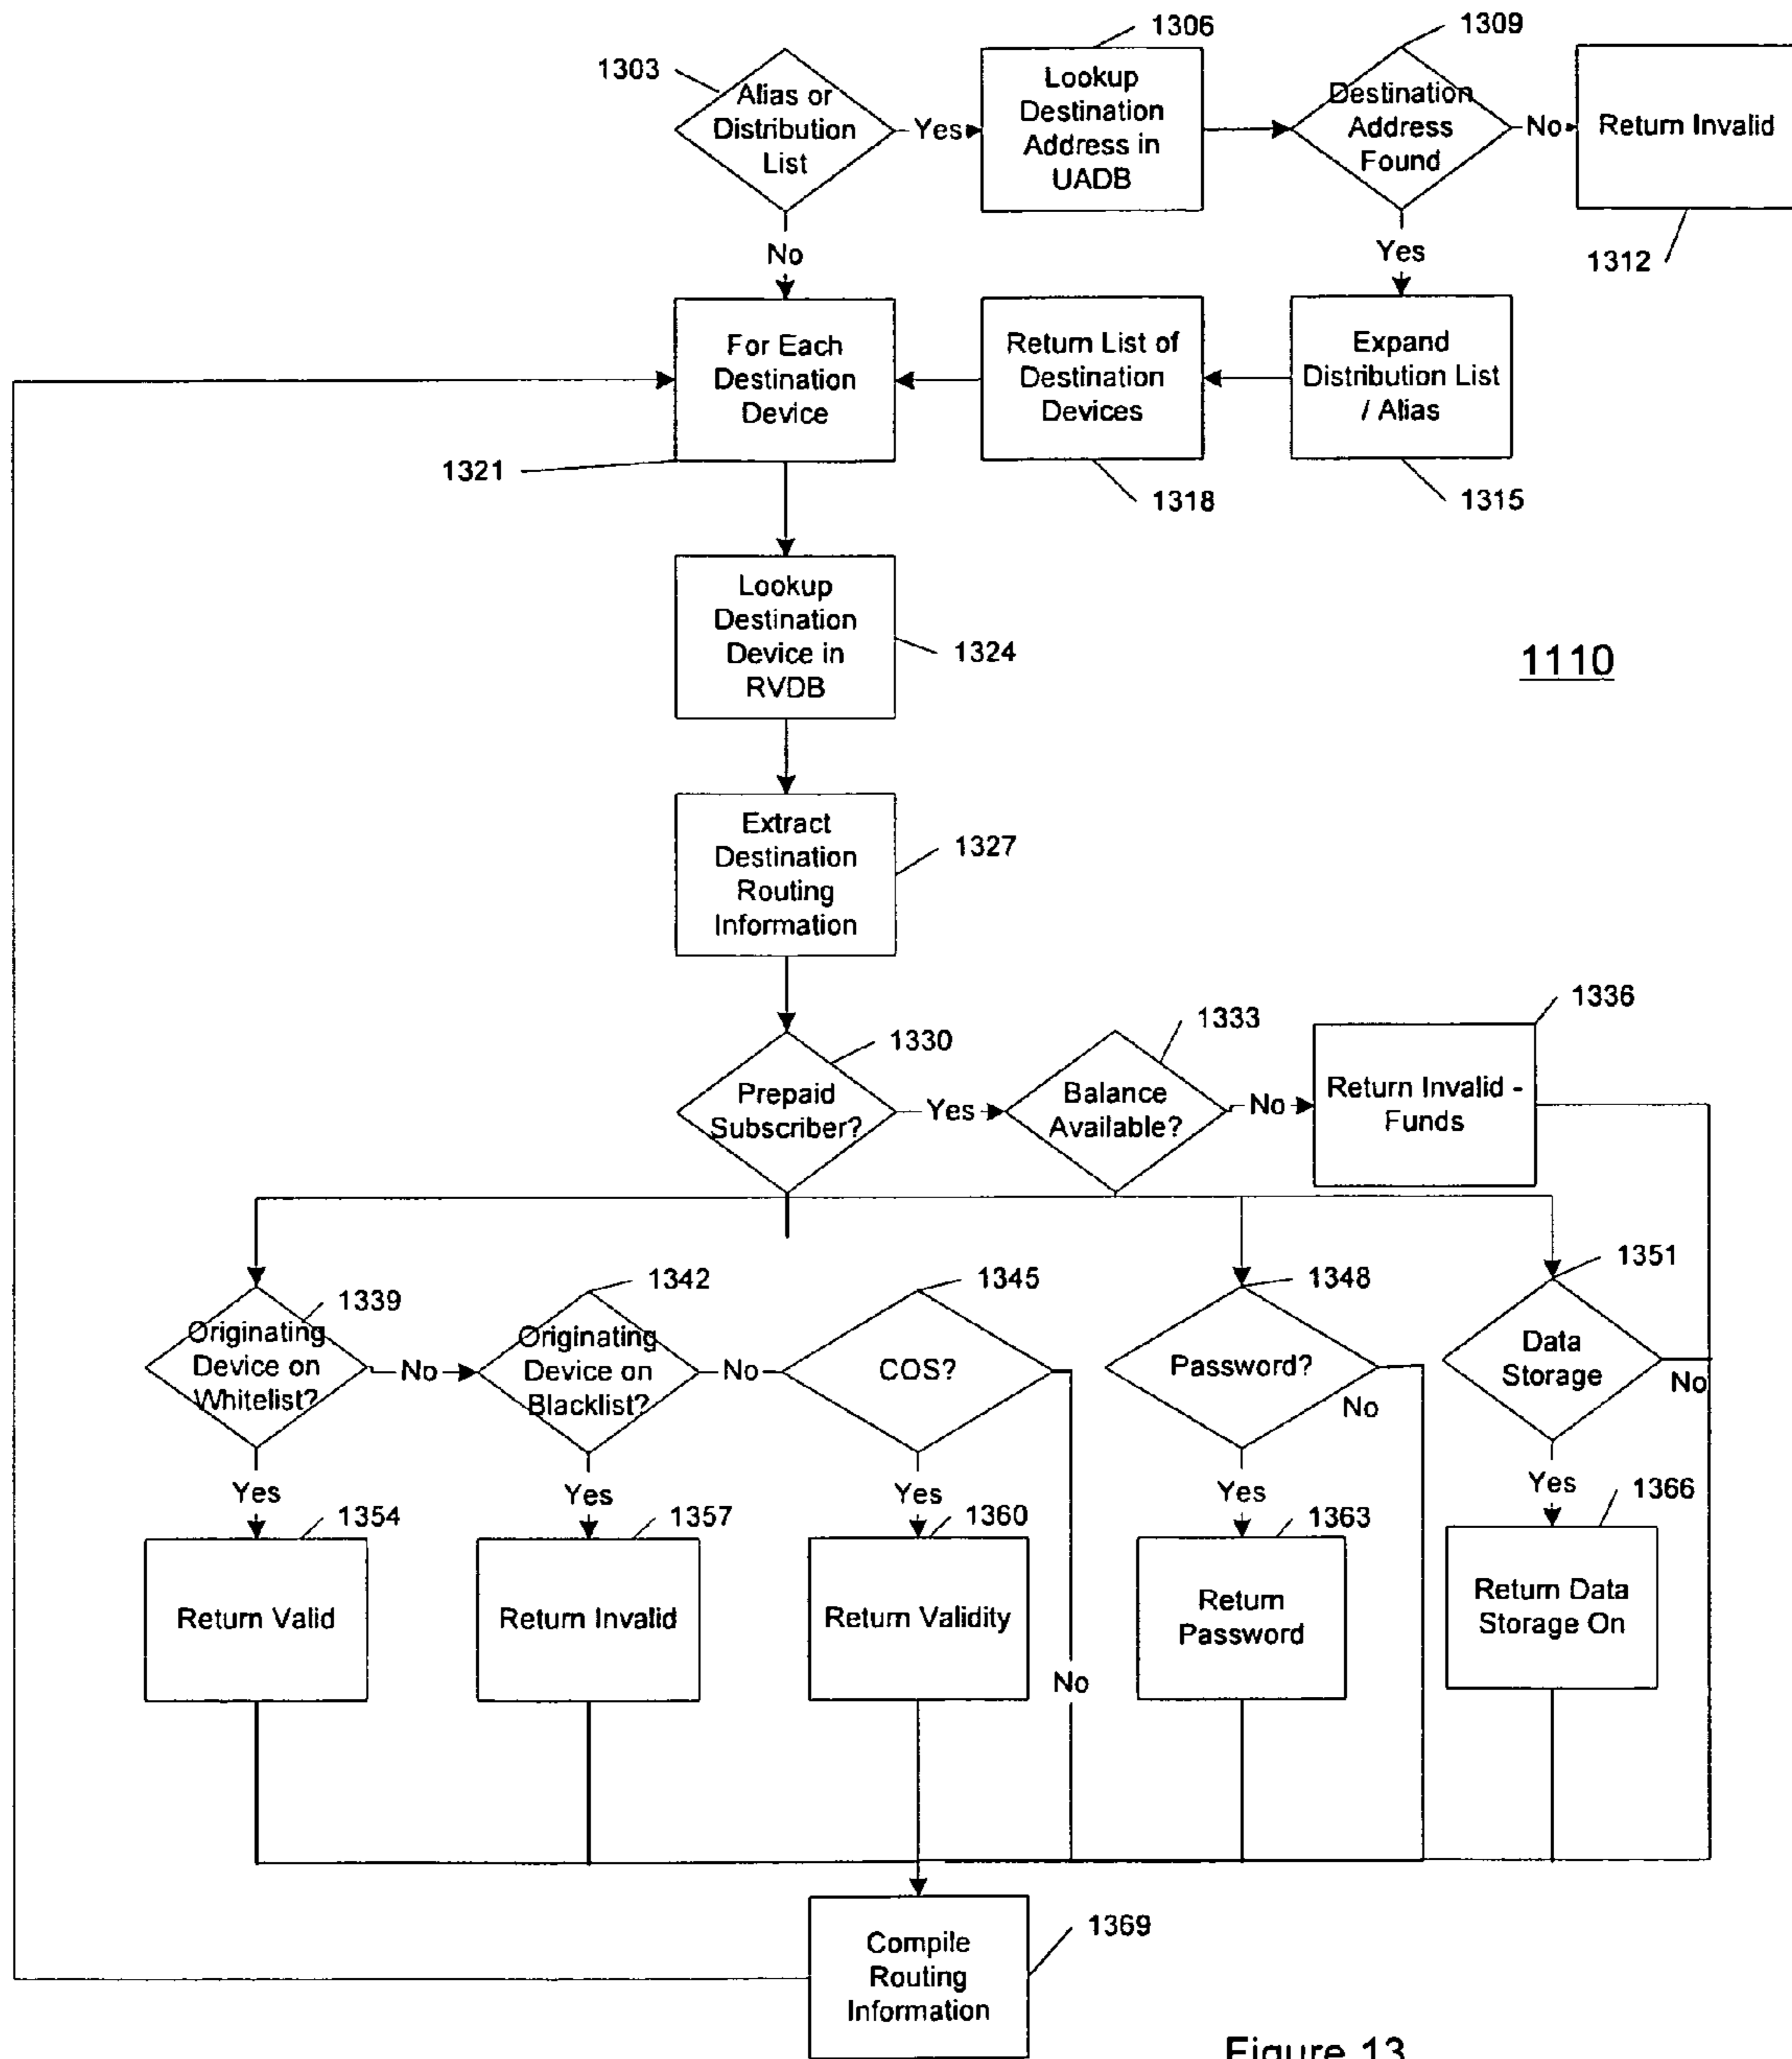 1303
Alias or
Distribution
List
Yes
1306
Lookup
Destination
Address in
UADB
1309
Destination
Address
Found
No
Return Invalid
1312
No
Yes
For Each
Destination
Device
1321
Return List of
Destination
Devices
1318
Expand
Distribution List
/ Alias
1315
Lookup
Destination
Device in
RVDB
1324
1110
Extract
Destination
Routing
Information
1327
1330
Prepaid
Subscriber?
Yes
1333
Balance
Available?
No
1336
Return Invalid -
Funds
1339
Originating
Device on
Whitelist?
No
1342
Originating
Device on
Blacklist?
No
1345
COS?
1348
Password?
No
1351
Data
Storage
No
Yes
Yes
Yes
Yes
Yes
1354
Return Valid
1357
Return Invalid
1360
Return Validity
No
1363
Return
Password
1366
Return Data
Storage On
1369
Compile
Routing
Information
Figure 13